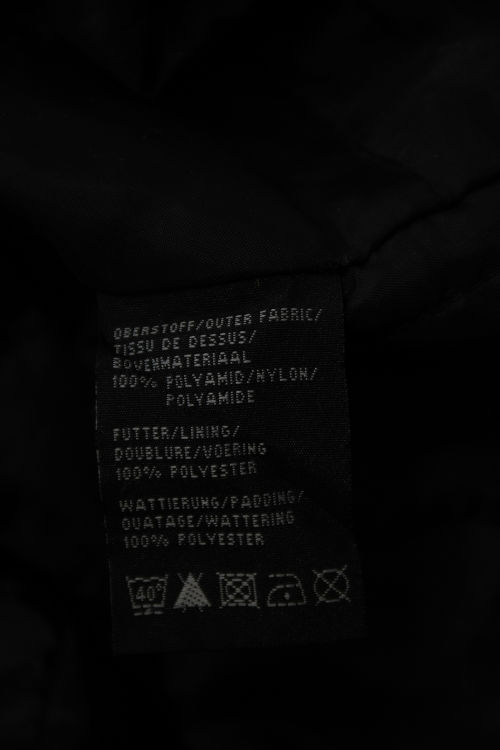 OBERSTOFF/OUTER FABRIC/
TISSU DE DESSUS/
BOVENMATERIAAL
100% POLYAMID/NYLON/
POLYAMIDE
FUTTER/LINING/
DOUBLURE/VOERING
100% POLYESTER
WATTIERUNG/PADDING/
OUATAGE/WATTERING
100% POLYESTER
40°